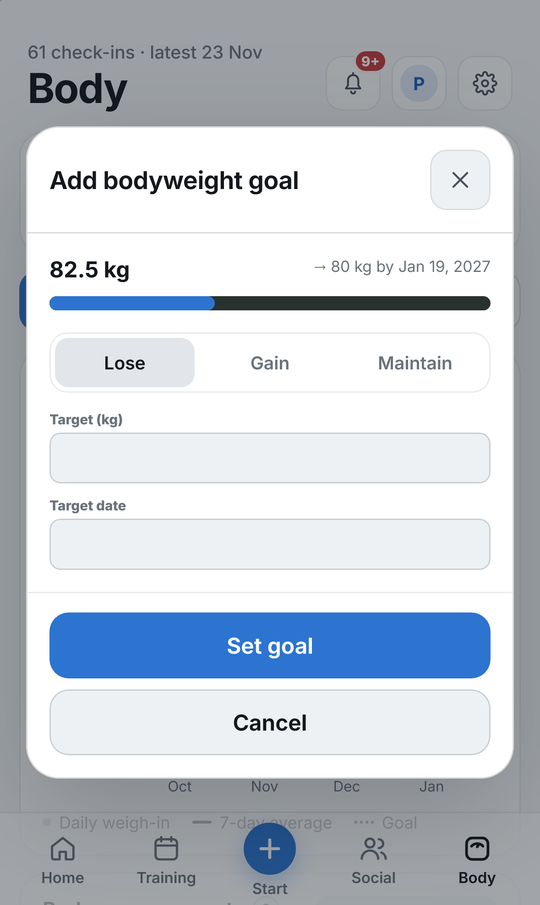 61 check-ins · latest 23 Nov
Body
9+
P
Add bodyweight goal
82.5 kg
→ 80 kg by Jan 19, 2027
Lose
Gain
Maintain
Target (kg)
Target date
Set goal
Cancel
Oct
Nov
Dec
Jan
Daily weigh-in
7-day average
Goal
Home
Training
Start
Social
Body